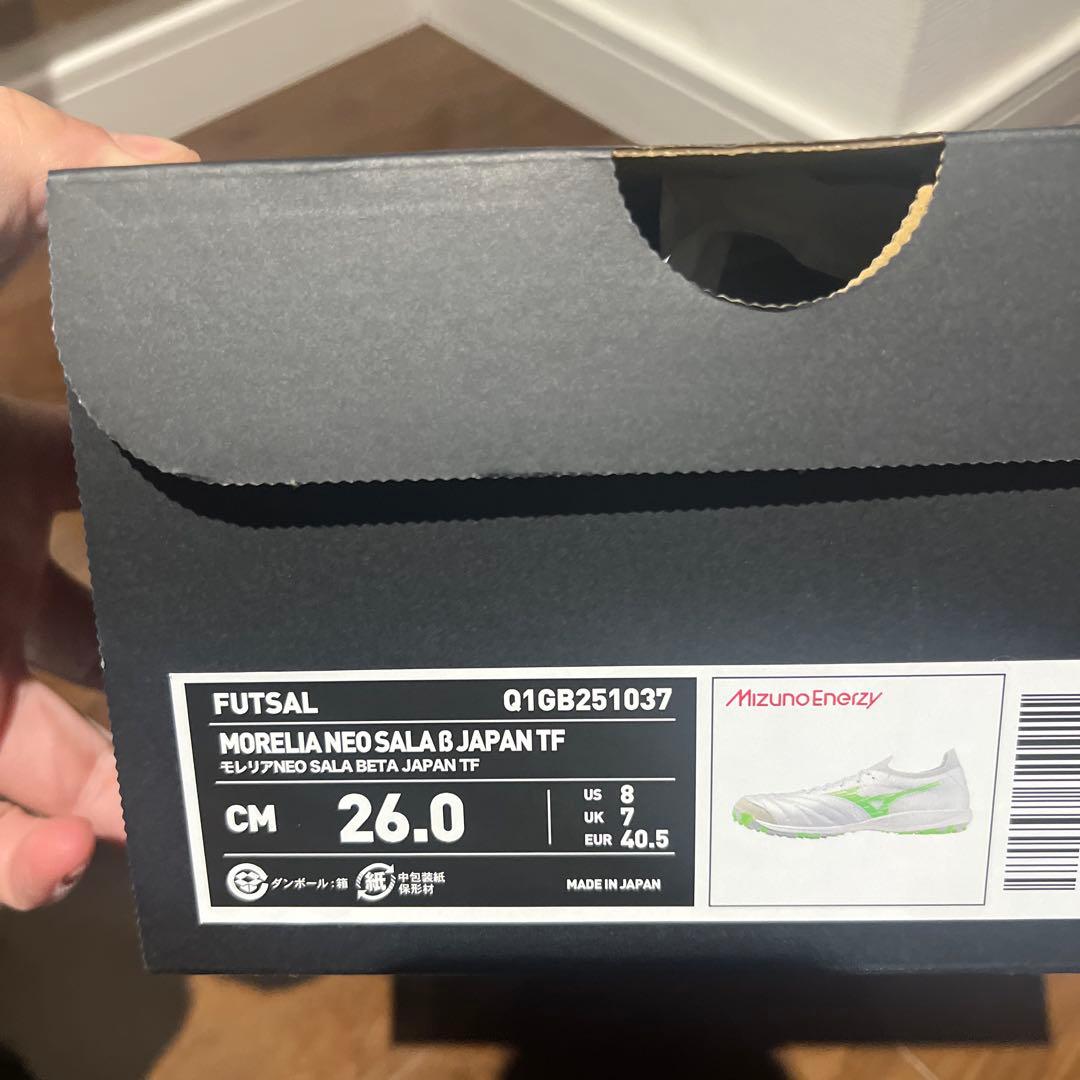 FUTSAL Q1GB251037
MORELIA NEO SALA β JAPAN TF
モレリアNEO SALA BETA JAPAN TF
CM 26.0
US 8
UK 7
EUR 40.5
ダンボール：箱
紙
中包装紙
保形材
MADE IN JAPAN
MIZUNO ENERZY